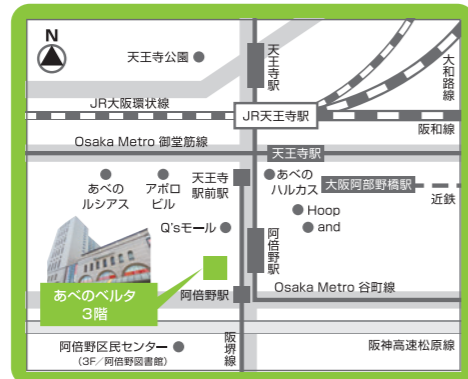 N
天王寺公園
天王寺駅
大和路線
JR大阪環状線
JR天王寺駅
阪和線
Osaka Metro 御堂筋線
天王寺駅
あべの
ルシアス
アポロ
ビル
天王寺
駅前駅
あべの
ハルカス
大阪阿部野橋駅
近鉄
Hoop
and
Q'sモール
阿倍野駅
あべのベルタ
3階
阿倍野駅
Osaka Metro 谷町線
阪堺線
阿倍野区民センター
(3F/阿倍野図書館)
阪神高速松原線